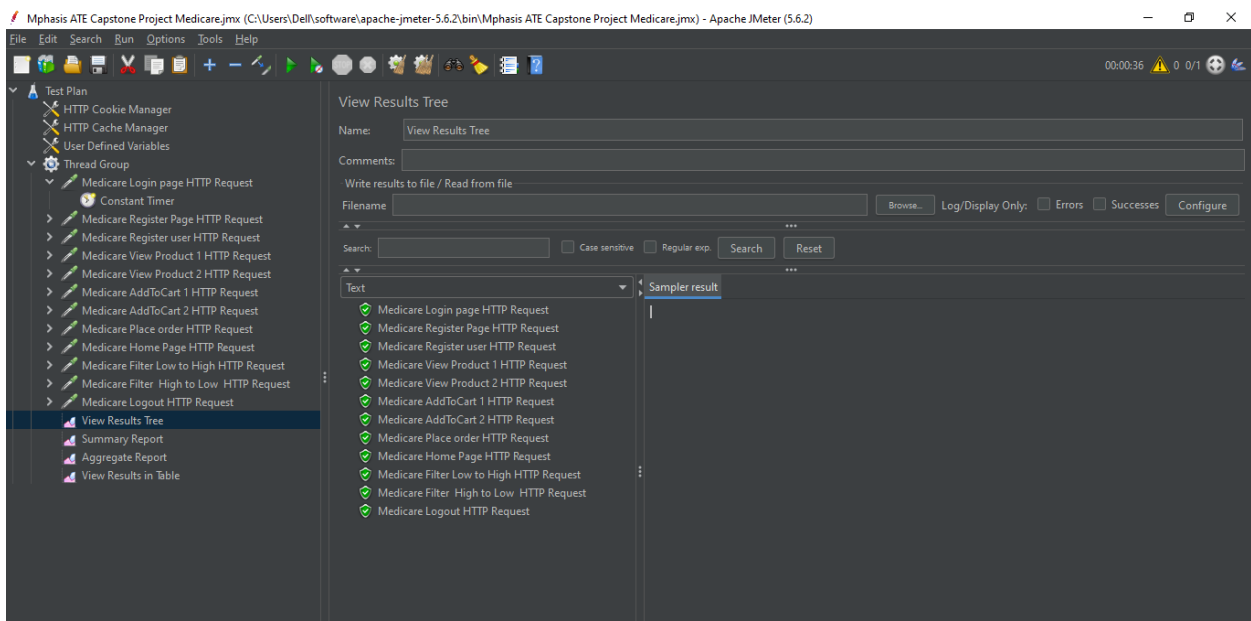 Mphasis ATE Capstone Project Medicare.jmx (C:\Users\Dell\software\apache-jmeter-5.6.2\bin\Mphasis ATE Capstone Project Medicare.jmx) - Apache JMeter (5.6.2)
File Edit Search Run Options Tools Help
00:00:36 0 0/1
Test Plan
HTTP Cookie Manager
HTTP Cache Manager
User Defined Variables
Thread Group
Medicare Login page HTTP Request
Constant Timer
Medicare Register Page HTTP Request
Medicare Register user HTTP Request
Medicare View Product 1 HTTP Request
Medicare View Product 2 HTTP Request
Medicare AddToCart 1 HTTP Request
Medicare AddToCart 2 HTTP Request
Medicare Place order HTTP Request
Medicare Home Page HTTP Request
Medicare Filter Low to High HTTP Request
Medicare Filter  High to Low  HTTP Request
Medicare Logout HTTP Request
View Results Tree
Summary Report
Aggregate Report
View Results in Table
View Results Tree
Name: View Results Tree
Comments:
Write results to file / Read from file
Filename Browse... Log/Display Only: Errors Successes Configure
Search: Case sensitive Regular exp. Search Reset
Text
Medicare Login page HTTP Request
Medicare Register Page HTTP Request
Medicare Register user HTTP Request
Medicare View Product 1 HTTP Request
Medicare View Product 2 HTTP Request
Medicare AddToCart 1 HTTP Request
Medicare AddToCart 2 HTTP Request
Medicare Place order HTTP Request
Medicare Home Page HTTP Request
Medicare Filter Low to High HTTP Request
Medicare Filter  High to Low  HTTP Request
Medicare Logout HTTP Request
Sampler result